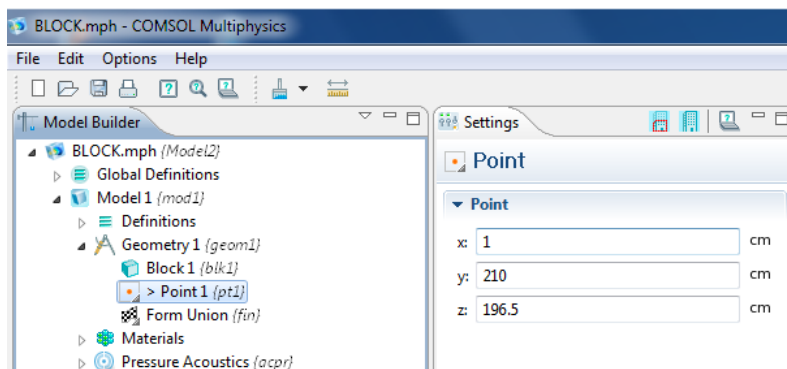 BLOCK.mph - COMSOL Multiphysics
File Edit Options Help
Model Builder
BLOCK.mph {Model2}
Global Definitions
Model 1 {mod1}
Definitions
Geometry 1 {geom1}
Block 1 {blk1}
> Point 1 {pt1}
Form Union {fin}
Materials
Pressure Acoustics {acpr}
Settings
Point
Point
x: 1 cm
y: 210 cm
z: 196.5 cm